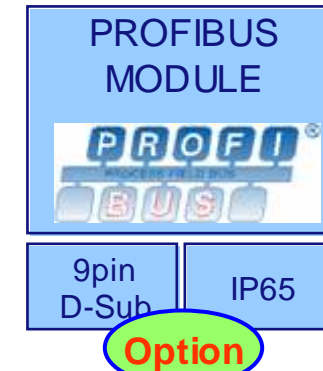 PROFIBUS
MODULE
PROFI®
PROCESS FIELD BUS
BUS
9pin
D-Sub
IP65
Option